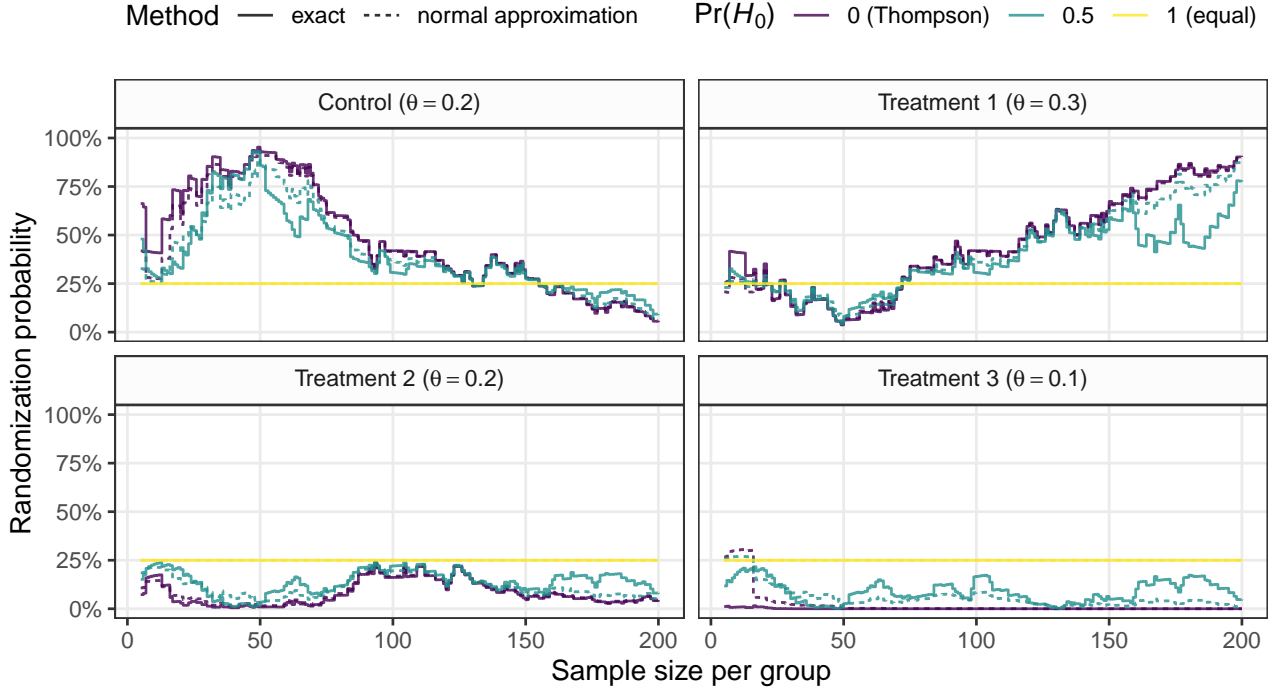 Method exact normal approximation Pr(H₀) 0 (Thompson) 0.5 1 (equal)
Control (θ = 0.2) Treatment 1 (θ = 0.3)
100%
75%
50%
25%
0%
Treatment 2 (θ = 0.2) Treatment 3 (θ = 0.1)
100%
75%
50%
25%
0%
0 50 100 150 200 0 50 100 150 200
Sample size per group
Randomization probability